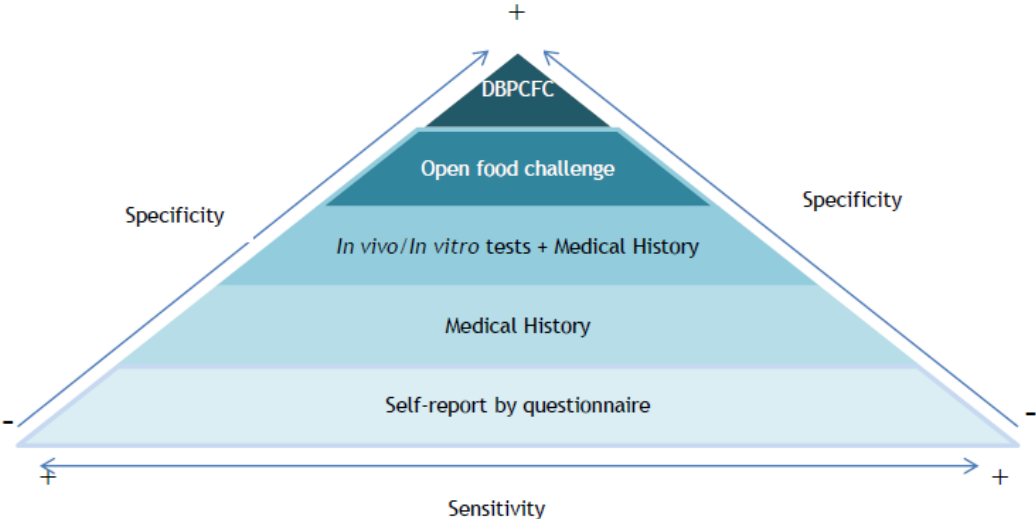 +
DBPCFC
Open food challenge
Specificity
Specificity
In vivo/In vitro tests + Medical History
Medical History
Self-report by questionnaire
-
-
+
+
Sensitivity